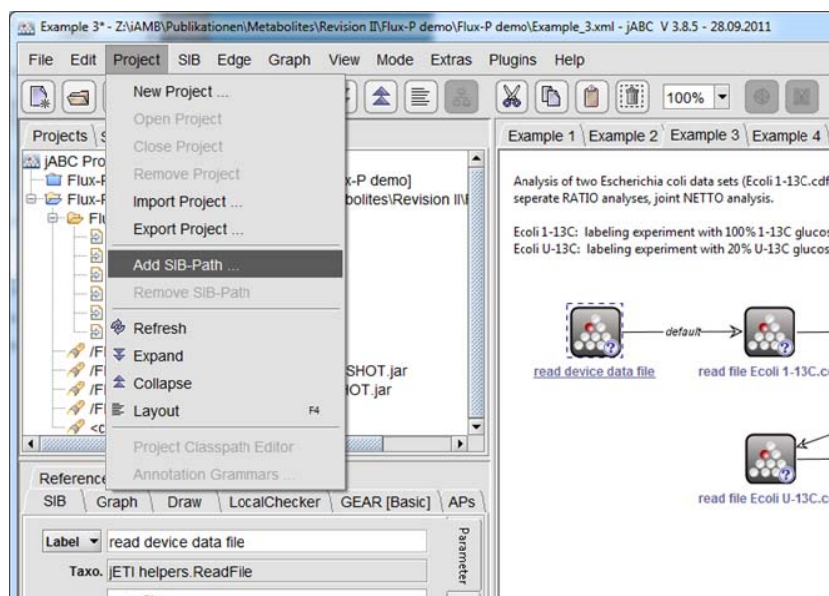 Example 3* - Z:\iAMB\Publikationen\Metabolites\Revision II\Flux-P demo\Flux-P demo\Example_3.xml - jABC V 3.8.5 - 28.09.2011
File Edit Project SIB Edge Graph View Mode Extras Plugins Help
100%
Projects
jABC Pro
Flux-
x-P demo]
Flux-F
bolites\Revision II\
Fl
/Fl
/Fl
SHOT.jar
/Fl
IOT.jar
<c
New Project ...
Open Project
Close Project
Remove Project
Import Project ...
Export Project ...
Add SIB-Path ...
Remove SIB-Path
Refresh
Expand
Collapse
Layout F4
Project Classpath Editor
Annotation Grammars ...
Example 1 Example 2 Example 3 Example 4
Analysis of two Escherichia coli data sets (Ecoli 1-13C.cdf
seperate RATIO analyses, joint NETTO analysis.
Ecoli 1-13C: labeling experiment with 100% 1-13C glucos
Ecoli U-13C: labeling experiment with 20% U-13C glucos
default
read device data file
read file Ecoli 1-13C.c
read file Ecoli U-13C.c
Reference
SIB Graph Draw LocalChecker GEAR [Basic] APs
Label read device data file
Taxo. jETI helpers.ReadFile
Parameter